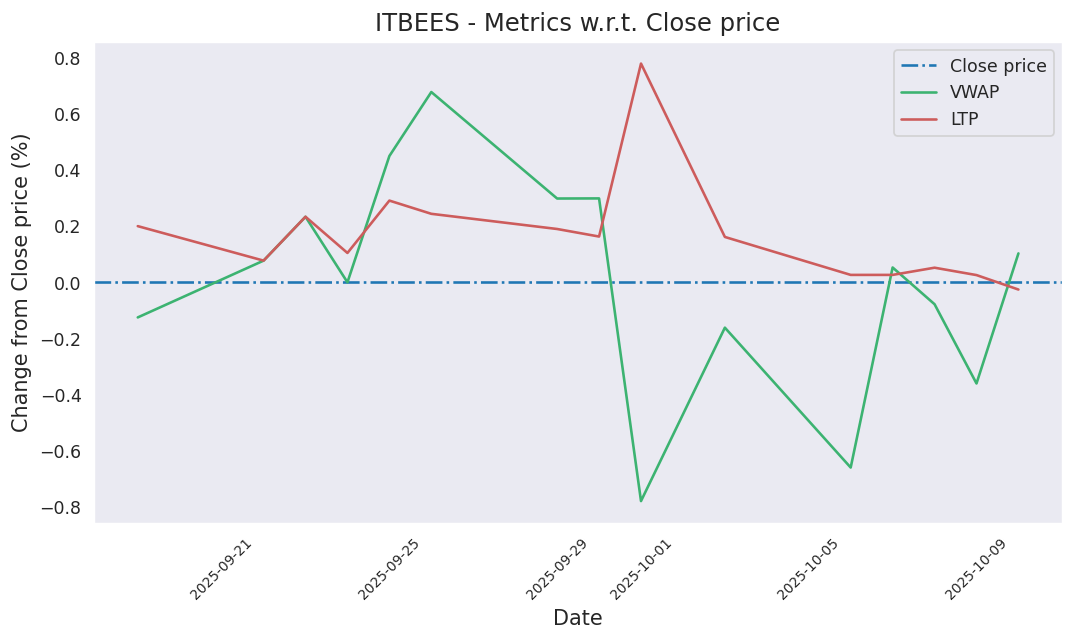 ITBEES - Metrics w.r.t. Close price
Change from Close price (%)
0.8
0.6
0.4
0.2
0.0
−0.2
−0.4
−0.6
−0.8
Close price
VWAP
LTP
2025-09-21
2025-09-25
2025-09-29
2025-10-01
2025-10-05
2025-10-09
Date